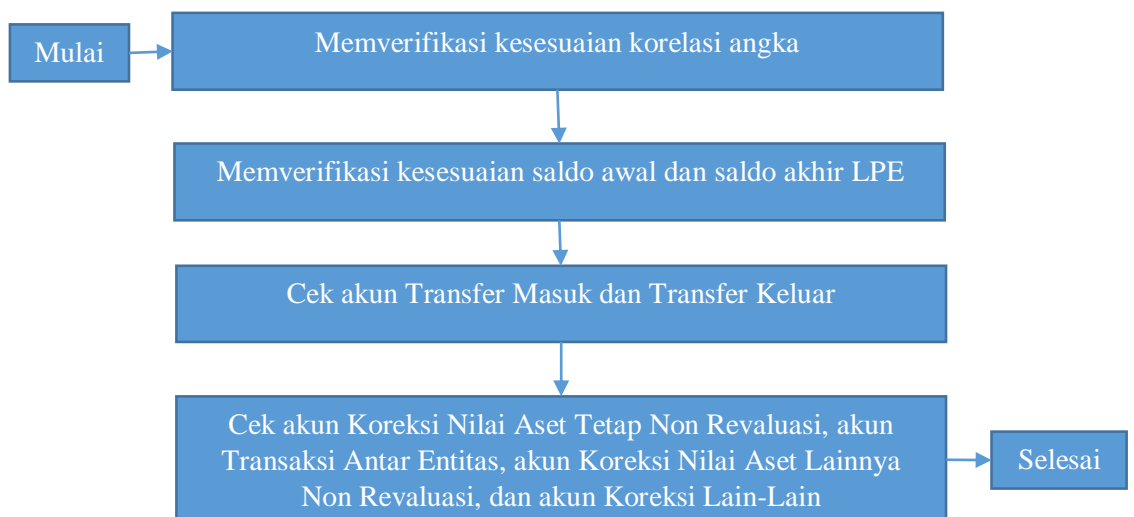 Mulai
Memverifikasi kesesuaian korelasi angka
Memverifikasi kesesuaian saldo awal dan saldo akhir LPE
Cek akun Transfer Masuk dan Transfer Keluar
Cek akun Koreksi Nilai Aset Tetap Non Revaluasi, akun
Transaksi Antar Entitas, akun Koreksi Nilai Aset Lainnya
Non Revaluasi, dan akun Koreksi Lain-Lain
Selesai